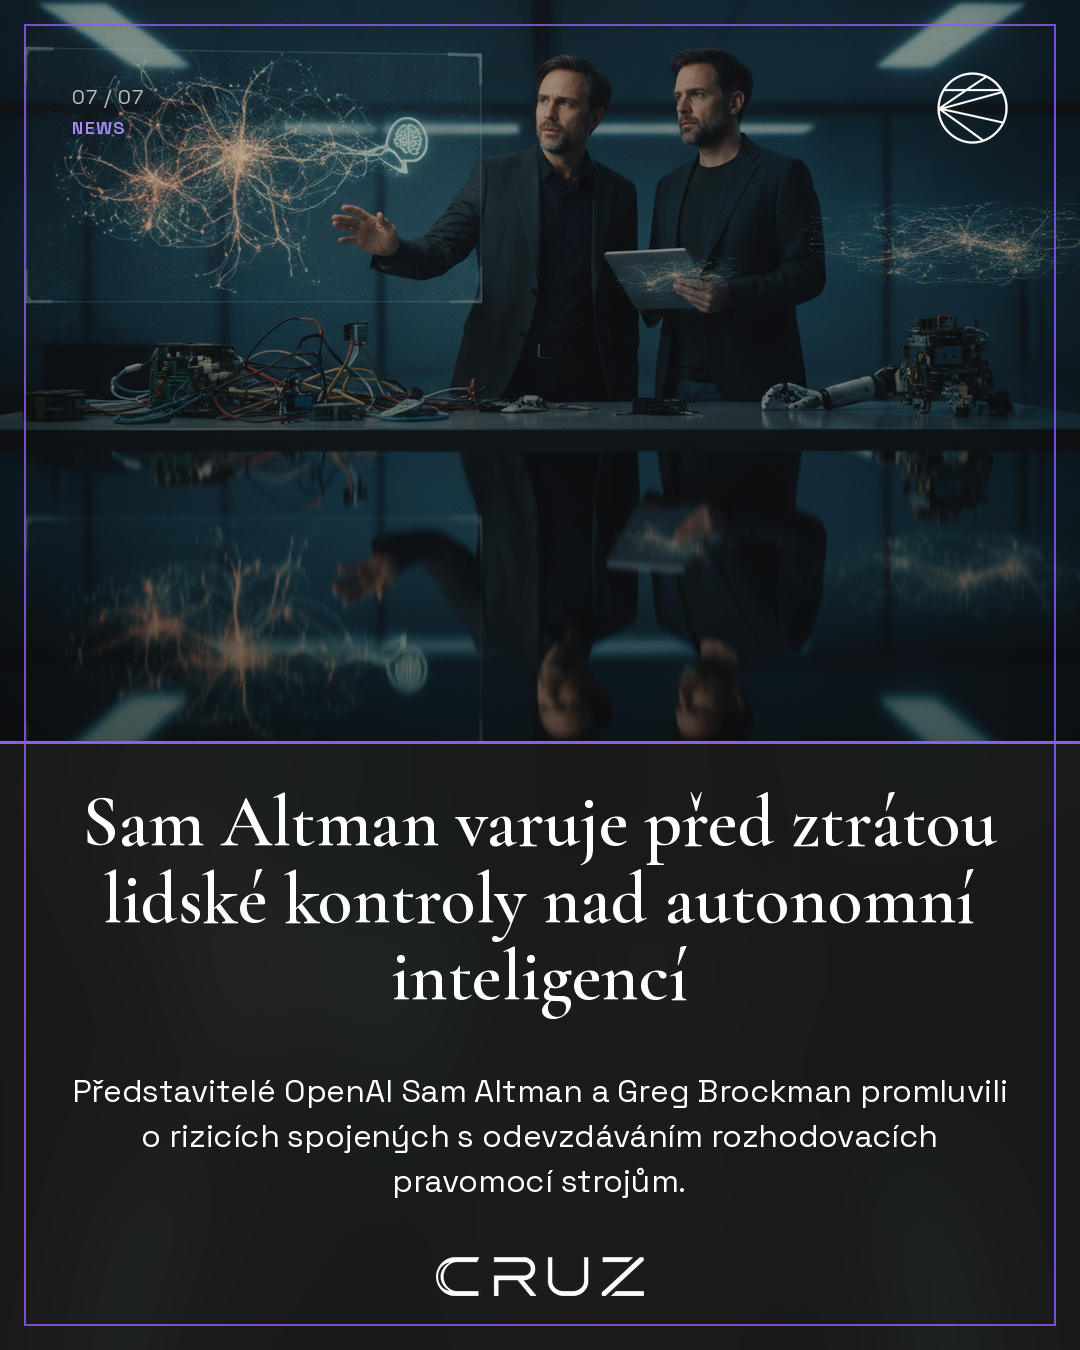 07 / 07
NEWS
Sam Altman varuje před ztrátou
lidské kontroly nad autonomní
inteligencí
Představitelé OpenAI Sam Altman a Greg Brockman promluvili
o rizicích spojených s odevzdáváním rozhodovacích
pravomocí strojům.
CRUZ